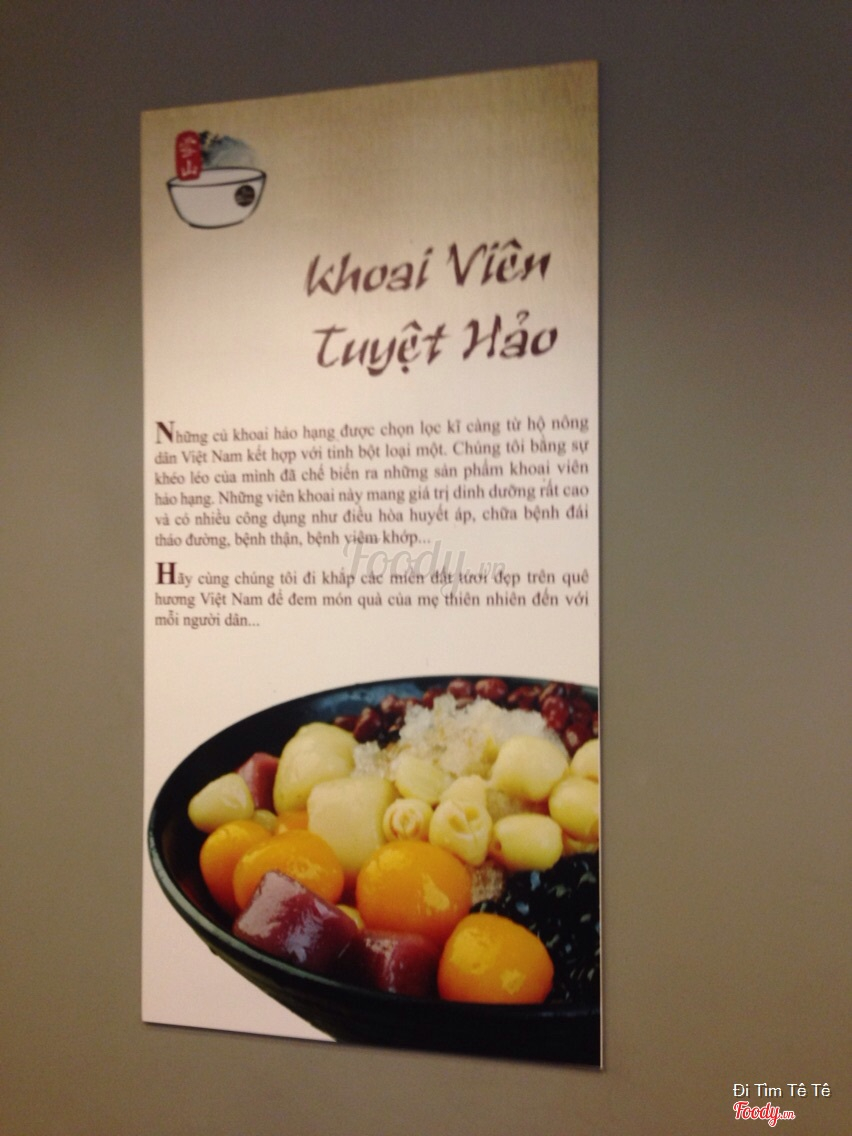 芋山
Khoai Viên
Tuyệt Hảo
Những củ khoai hảo hạng được chọn lọc kĩ càng từ hộ nông
dân Việt Nam kết hợp với tinh bột loại một. Chúng tôi bằng sự
khéo léo của mình đã chế biến ra những sản phẩm khoai viên
hảo hạng. Những viên khoai này mang giá trị dinh dưỡng rất cao
và có nhiều công dụng như điều hòa huyết áp, chữa bệnh đái
tháo đường, bệnh thận, bệnh viêm khớp...
Foody.vn
Hãy cùng chúng tôi đi khắp các miền đất tươi đẹp trên quê
hương Việt Nam để đem món quà của mẹ thiên nhiên đến với
mỗi người dân...
Đi Tìm Tê Tê
Foody.vn